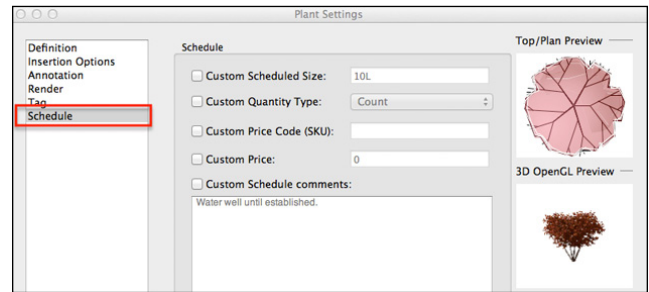 Plant Settings
Definition
Insertion Options
Annotation
Render
Tag
Schedule
Schedule
Custom Scheduled Size: 10L
Custom Quantity Type: Count
Custom Price Code (SKU):
Custom Price: 0
Custom Schedule comments:
Water well until established.
Top/Plan Preview
3D OpenGL Preview